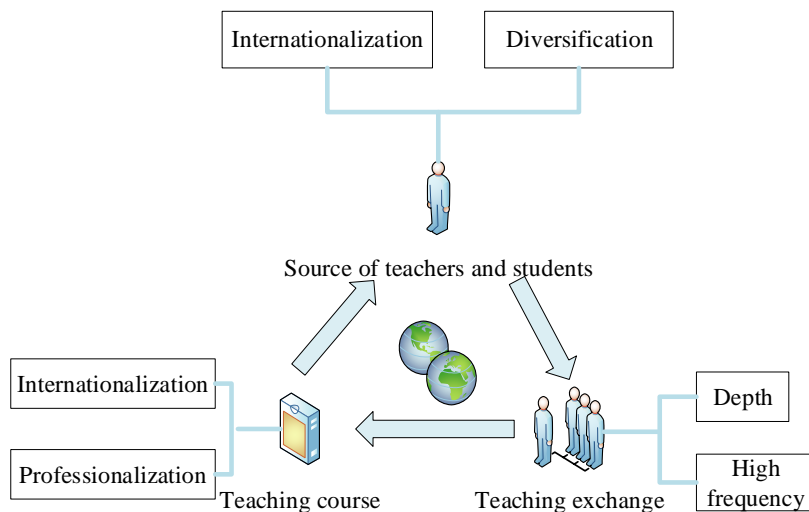 Internationalization
Diversification
Source of teachers and students
Internationalization
Professionalization
Teaching course
Teaching exchange
Depth
High
frequency